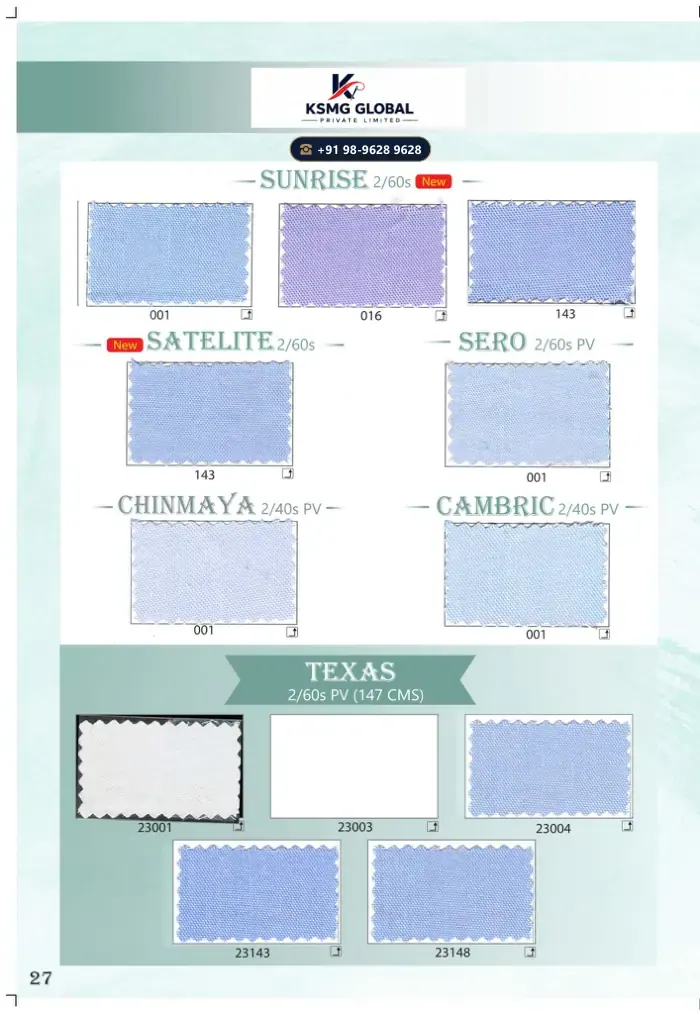 KSMG GLOBAL
PRIVATE LIMITED
+91 98-9628 9628
SUNRISE 2/60s New
001 016 143
New SATELITE 2/60s
SERO 2/60s PV
143 001
CHINMAYA 2/40s PV
CAMBRIC 2/40s PV
001 001
TEXAS
2/60s PV (147 CMS)
23001 23003 23004
23143 23148
27